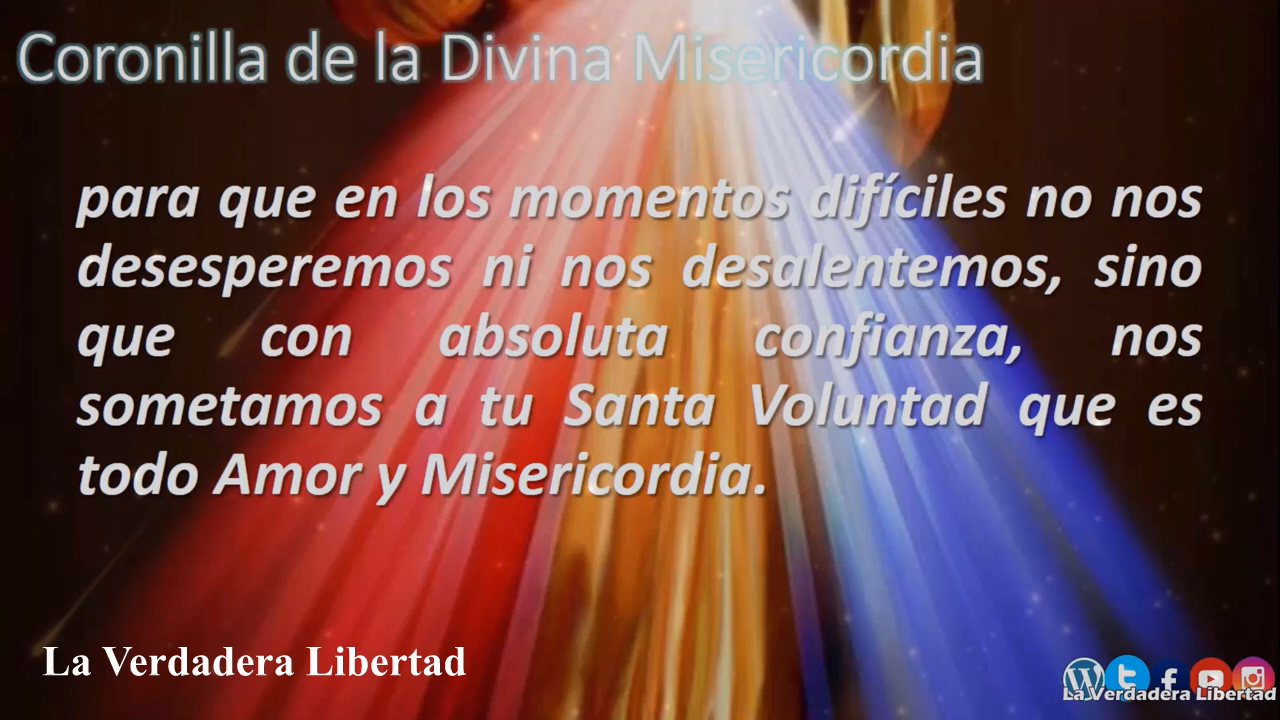 Coronilla de la Divina Misericordia
para que en los momentos difíciles no nos
desesperemos ni nos desalentemos, sino
que con absoluta confianza, nos
sometamos a tu Santa Voluntad que es
todo Amor y Misericordia.
La Verdadera Libertad
La Verdadera Libertad